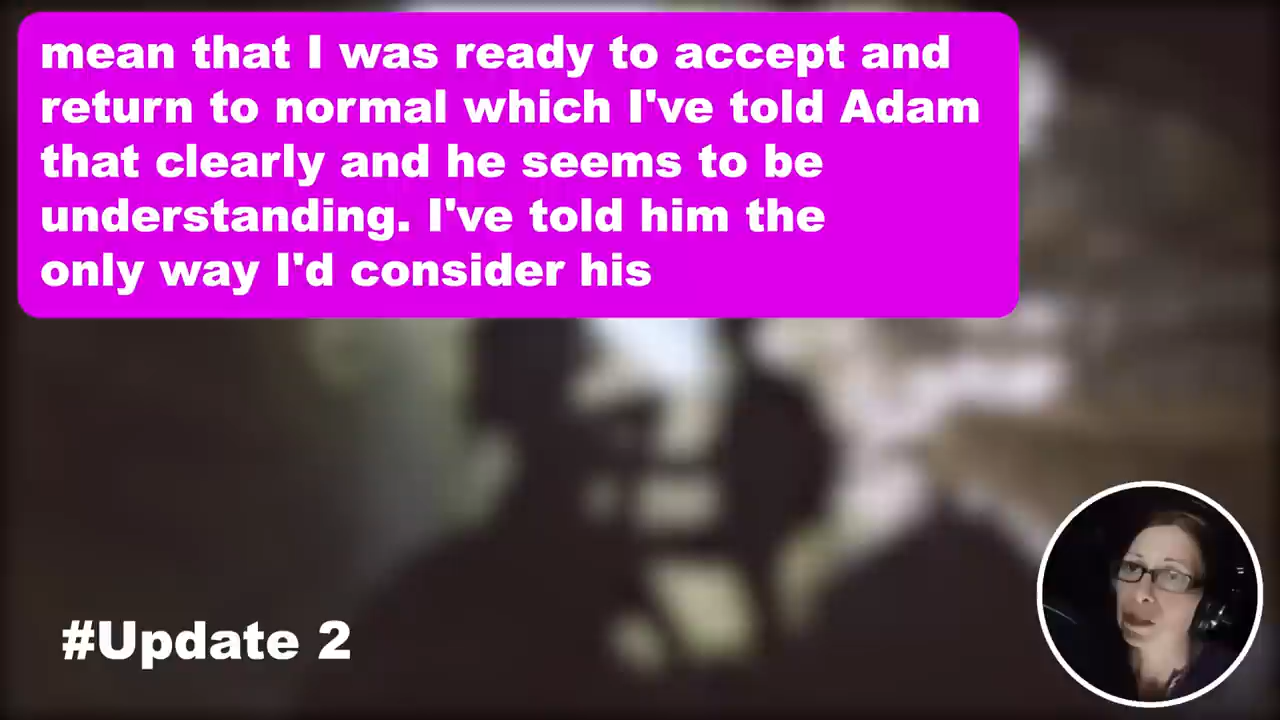 mean that I was ready to accept and
return to normal which I've told Adam
that clearly and he seems to be
understanding. I've told him the
only way I'd consider his
#Update 2